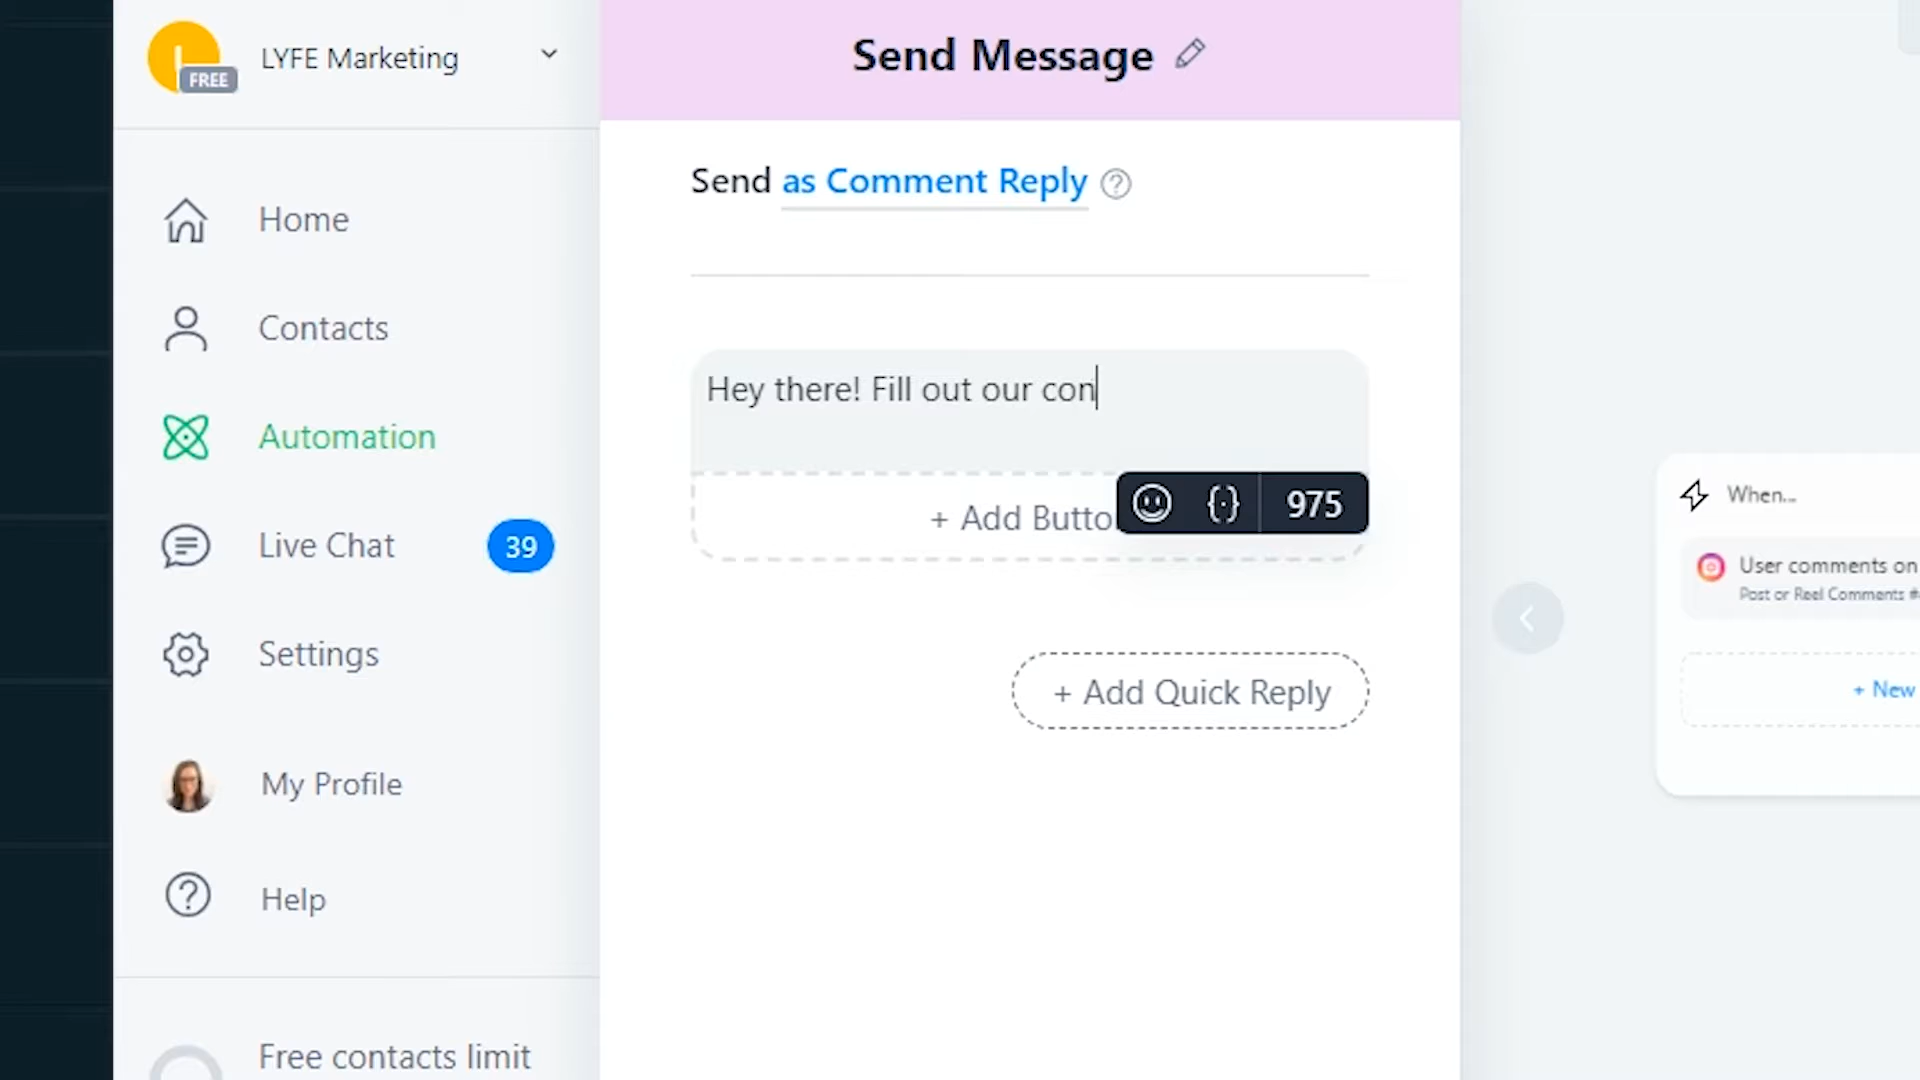 LYFE Marketing
FREE
Home
Contacts
Automation
Live Chat
39
Settings
My Profile
Help
Free contacts limit
Send Message
Send as Comment Reply
Hey there! Fill out our con
+ Add Butto
975
+ Add Quick Reply
When...
User comments on
Post or Reel Comments #
+ New